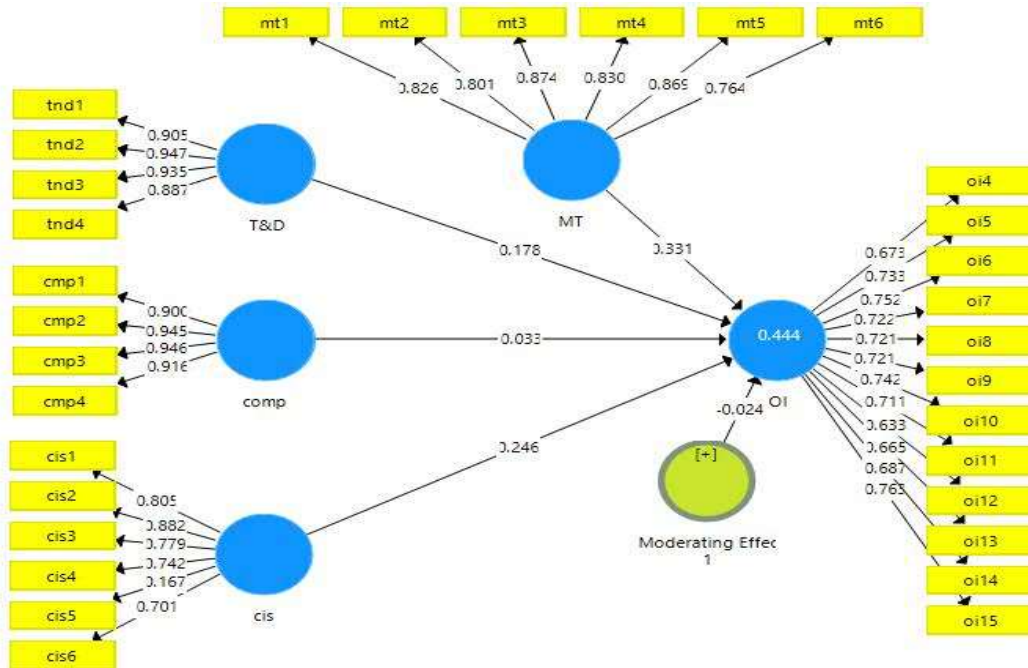 mt1
mt2
mt3
mt4
mt5
mt6
0.826
0.801
0.874
0.830
0.869
0.764
MT
tnd1
tnd2
tnd3
tnd4
0.905
0.947
0.935
0.887
T&D
0.178
0.331
cmp1
cmp2
cmp3
cmp4
0.900
0.945
0.946
0.916
comp
0.033
cis1
cis2
cis3
cis4
cis5
cis6
0.805
0.882
0.779
0.742
0.167
0.701
cis
0.246
0.444
OI
-0.024
[+]
Moderating Effec
1
0.673
0.733
0.752
0.722
0.721
0.721
0.742
0.711
0.633
0.665
0.687
0.765
oi4
oi5
oi6
oi7
oi8
oi9
oi10
oi11
oi12
oi13
oi14
oi15